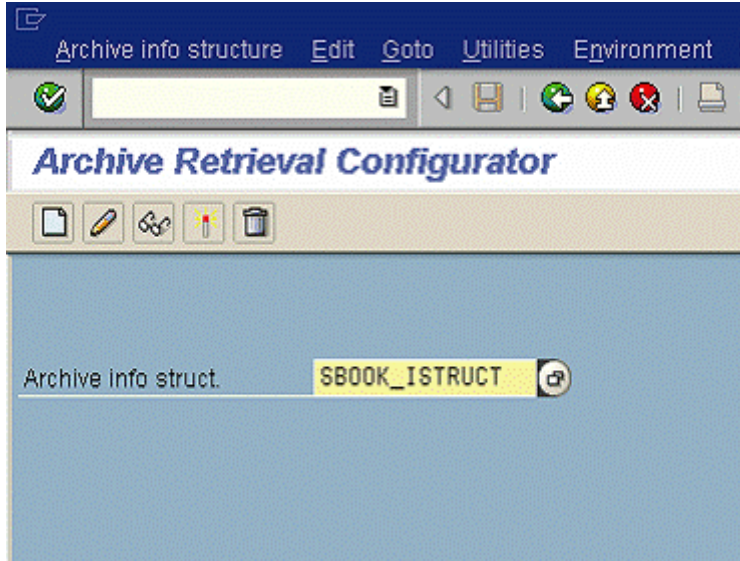 Archive info structure Edit Goto Utilities Environment
Archive Retrieval Configurator
Archive info struct. SBOOK_ISTRUCT